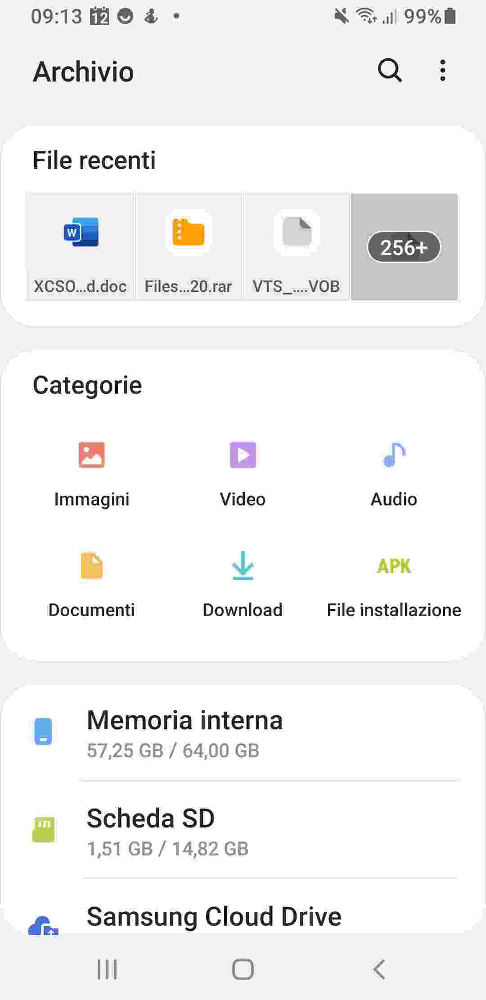 09:13 12 99%
Archivio
File recenti
W
256+
XCSO...d.doc Files...20.rar VTS_....VOB
Categorie
Immagini Video Audio
APK
Documenti Download File installazione
Memoria interna
57,25 GB / 64,00 GB
Scheda SD
1,51 GB / 14,82 GB
Samsung Cloud Drive